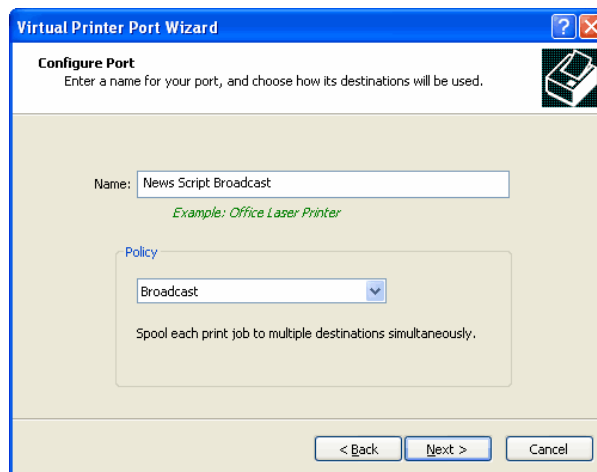 Virtual Printer Port Wizard
?
Configure Port
Enter a name for your port, and choose how its destinations will be used.
Name: News Script Broadcast
Example: Office Laser Printer
Policy
Broadcast
Spool each print job to multiple destinations simultaneously.
< Back Next > Cancel